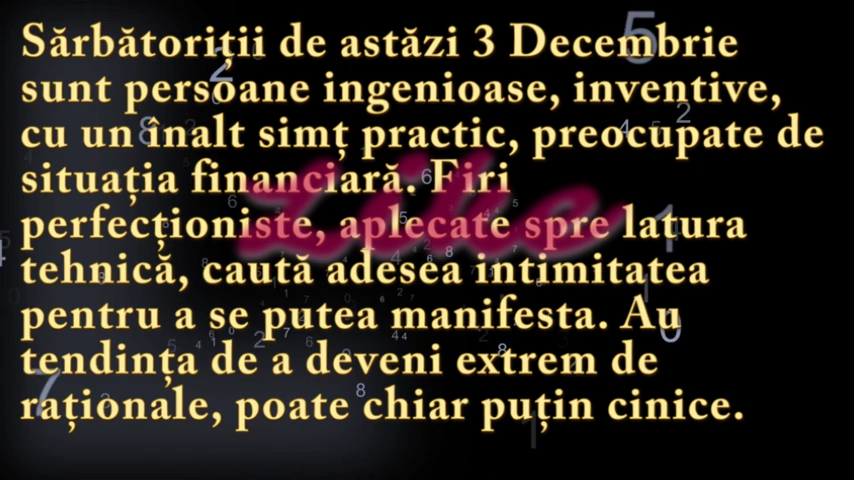 Sărbătoriții de astăzi 3 Decembrie
sunt persoane ingenioase, inventive,
cu un înalt simț practic, preocupate de
situația financiară. Firi
perfecționiste, aplecate spre latura
tehnică, caută adesea intimitatea
pentru a se putea manifesta. Au
tendința de a deveni extrem de
raționale, poate chiar puțin cinice.